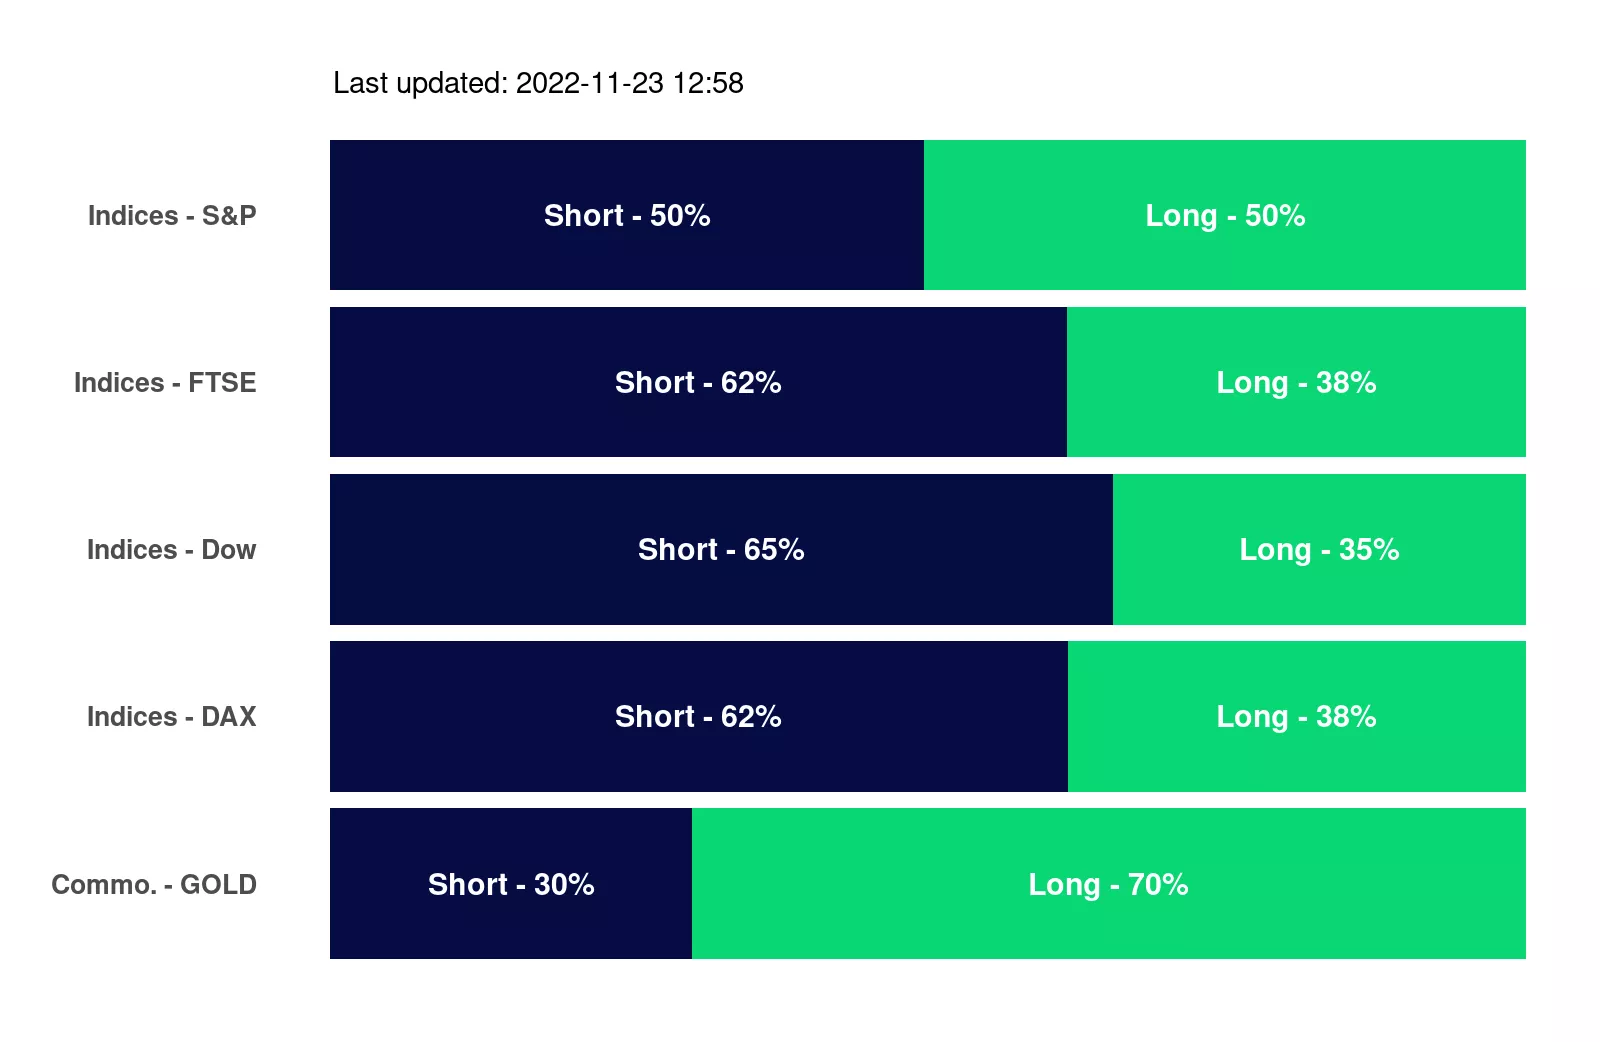 Last updated: 2022-11-23 12:58
Indices - S&P Short - 50% Long - 50%
Indices - FTSE Short - 62% Long - 38%
Indices - Dow Short - 65% Long - 35%
Indices - DAX Short - 62% Long - 38%
Commo. - GOLD Short - 30% Long - 70%